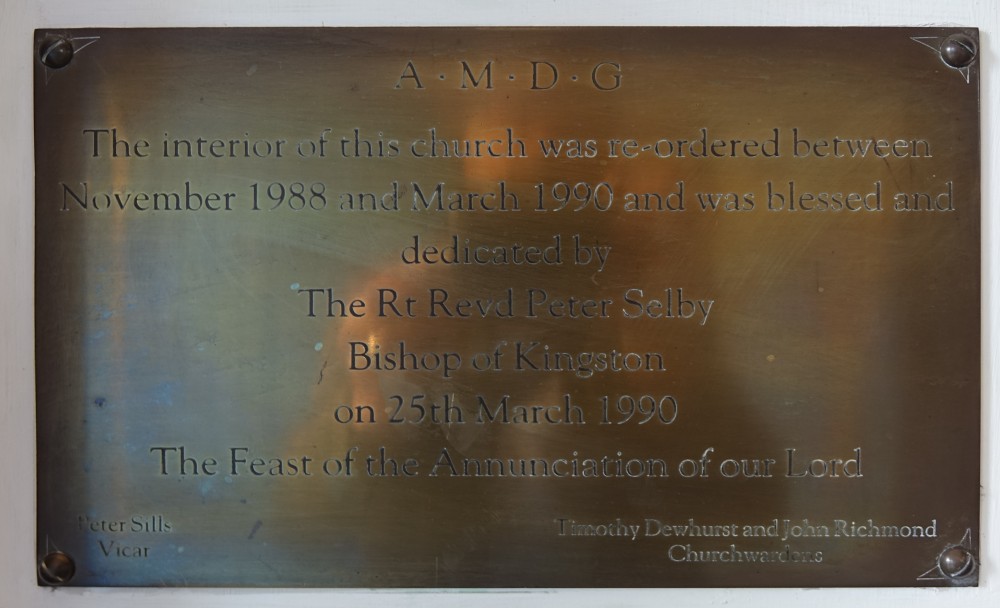 A · M · D · G
The interior of this church was re-ordered between
November 1988 and March 1990 and was blessed and
dedicated by
The Rt Revd Peter Selby
Bishop of Kingston
on 25th March 1990
The Feast of the Annunciation of our Lord
Peter Sills
Vicar
Timothy Dewhurst and John Richmond
Churchwardens